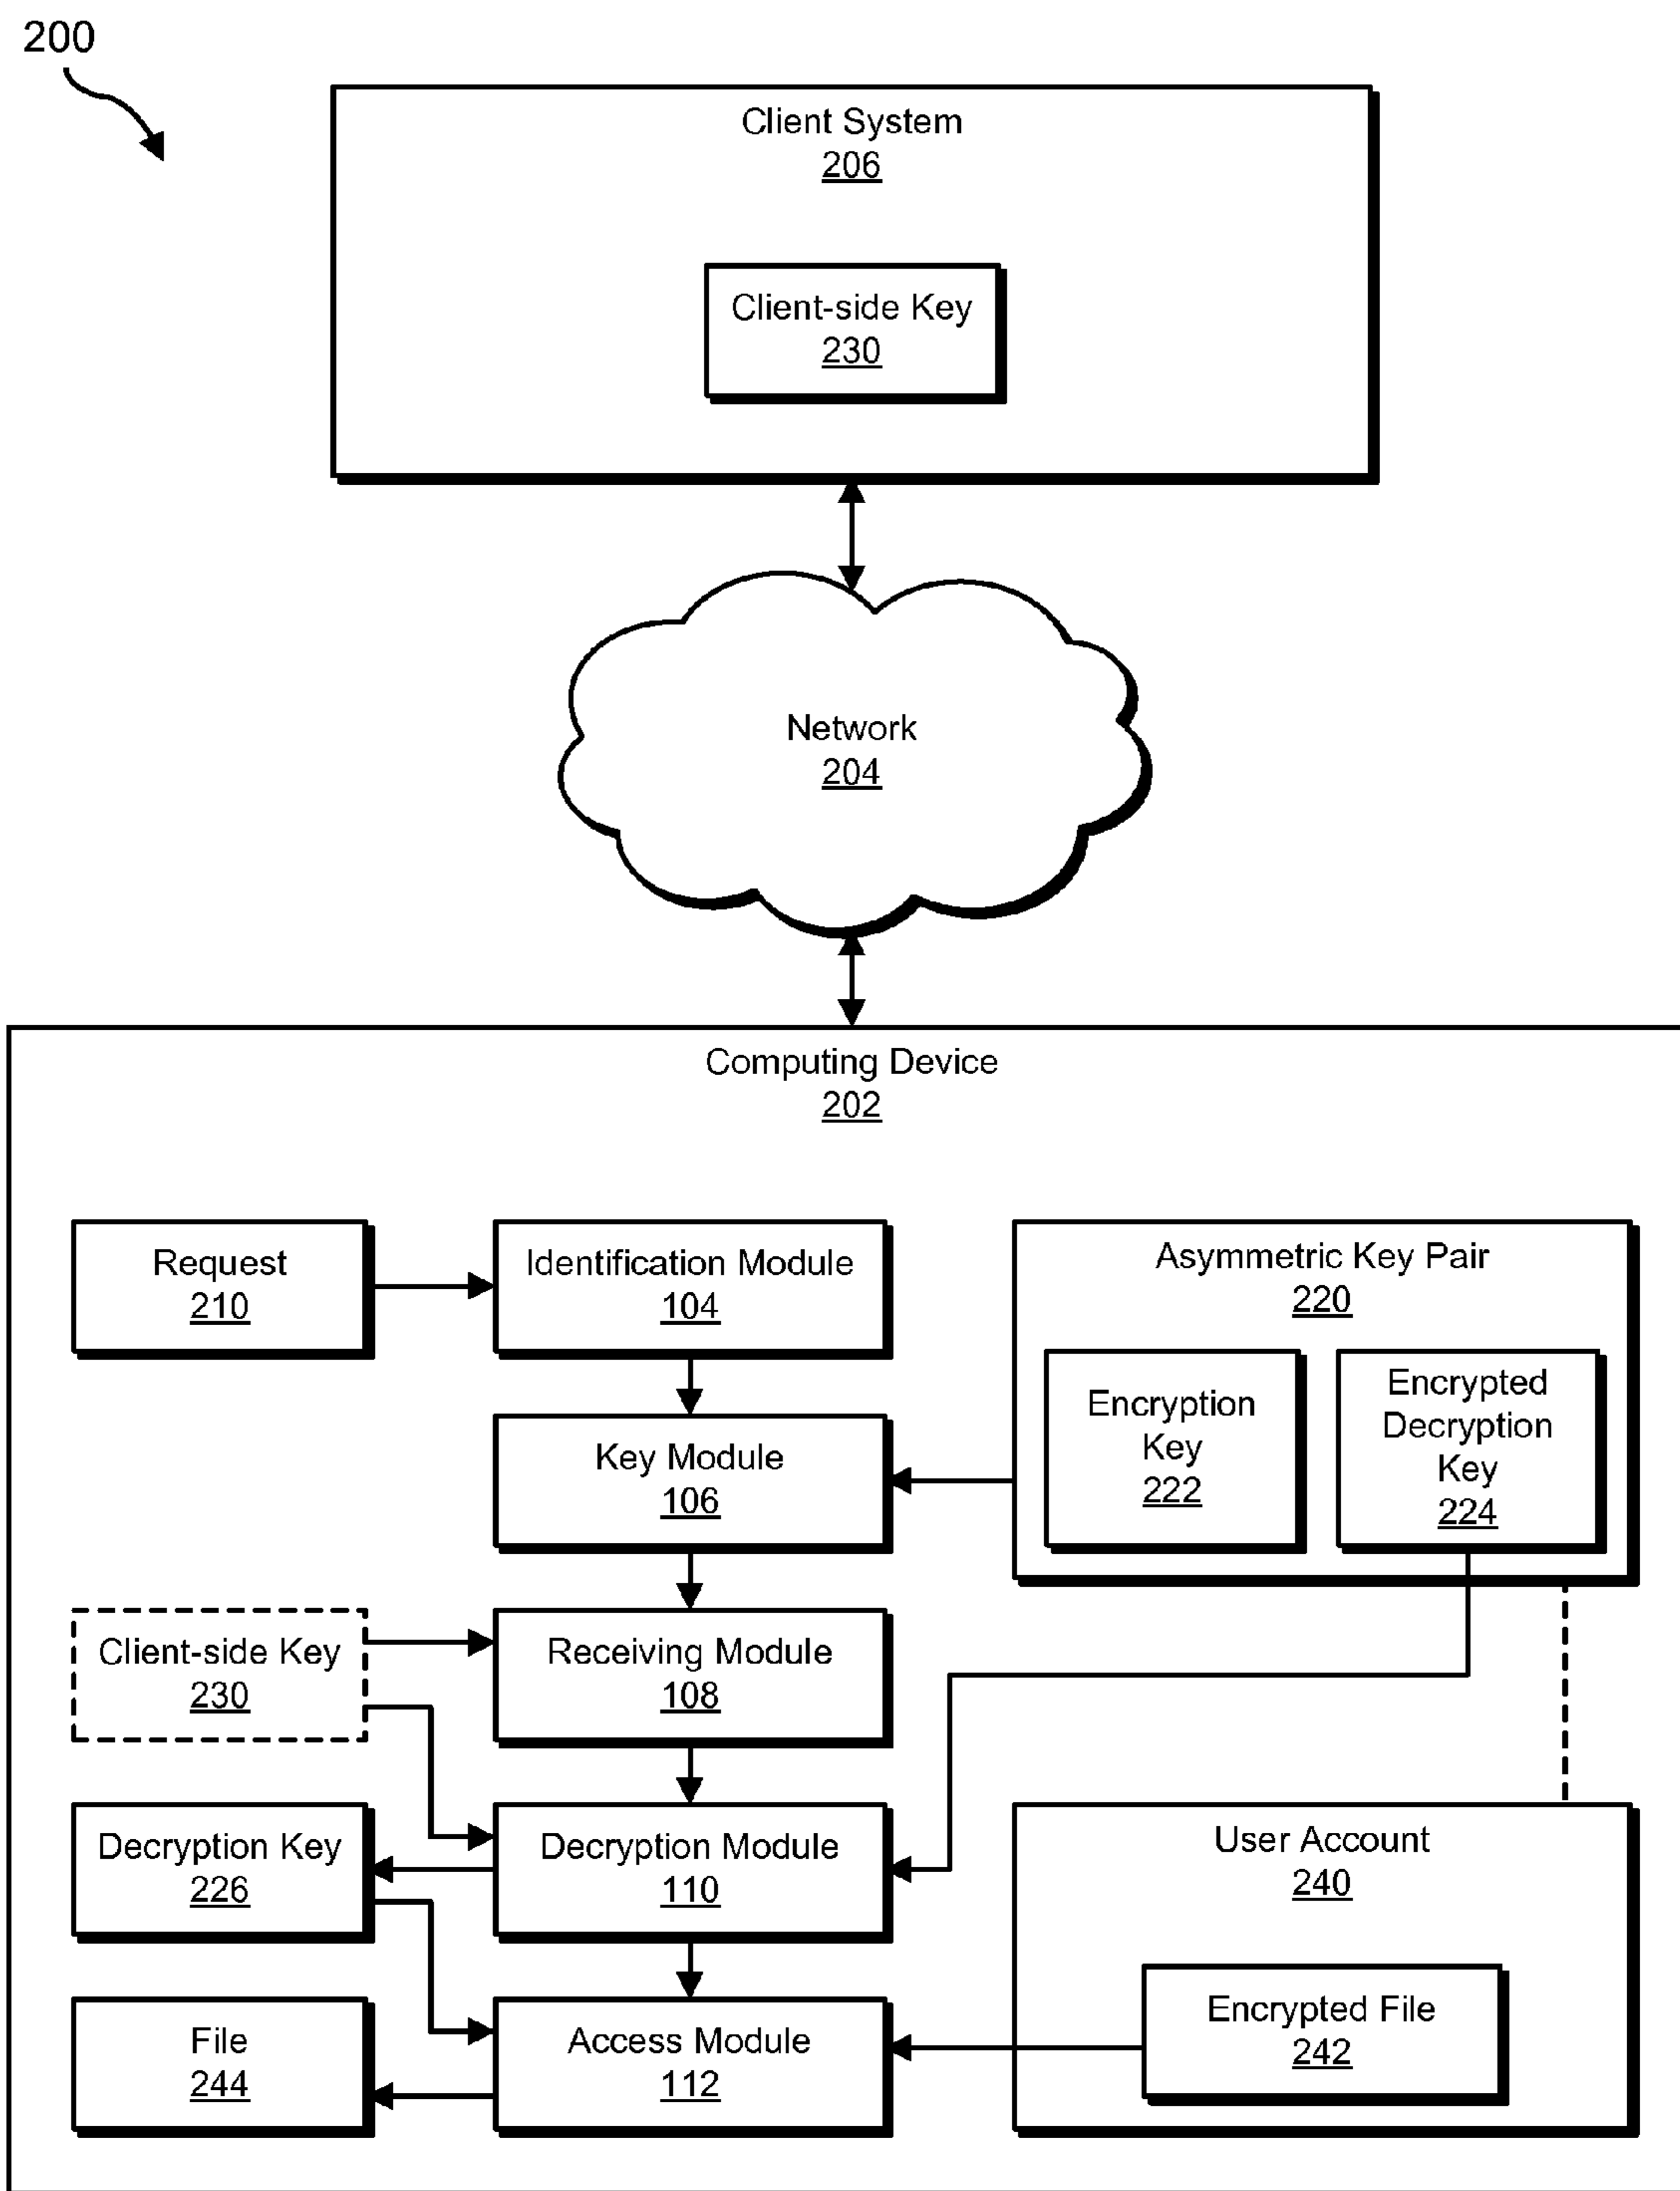 200
Client System
206
Client-side Key
230
Network
204
Computing Device
202
Request
210
Identification Module
104
Asymmetric Key Pair
220
Encryption
Key
222
Encrypted
Decryption
Key
224
Key Module
106
Client-side Key
230
Receiving Module
108
Decryption Key
226
Decryption Module
110
User Account
240
Encrypted File
242
File
244
Access Module
112